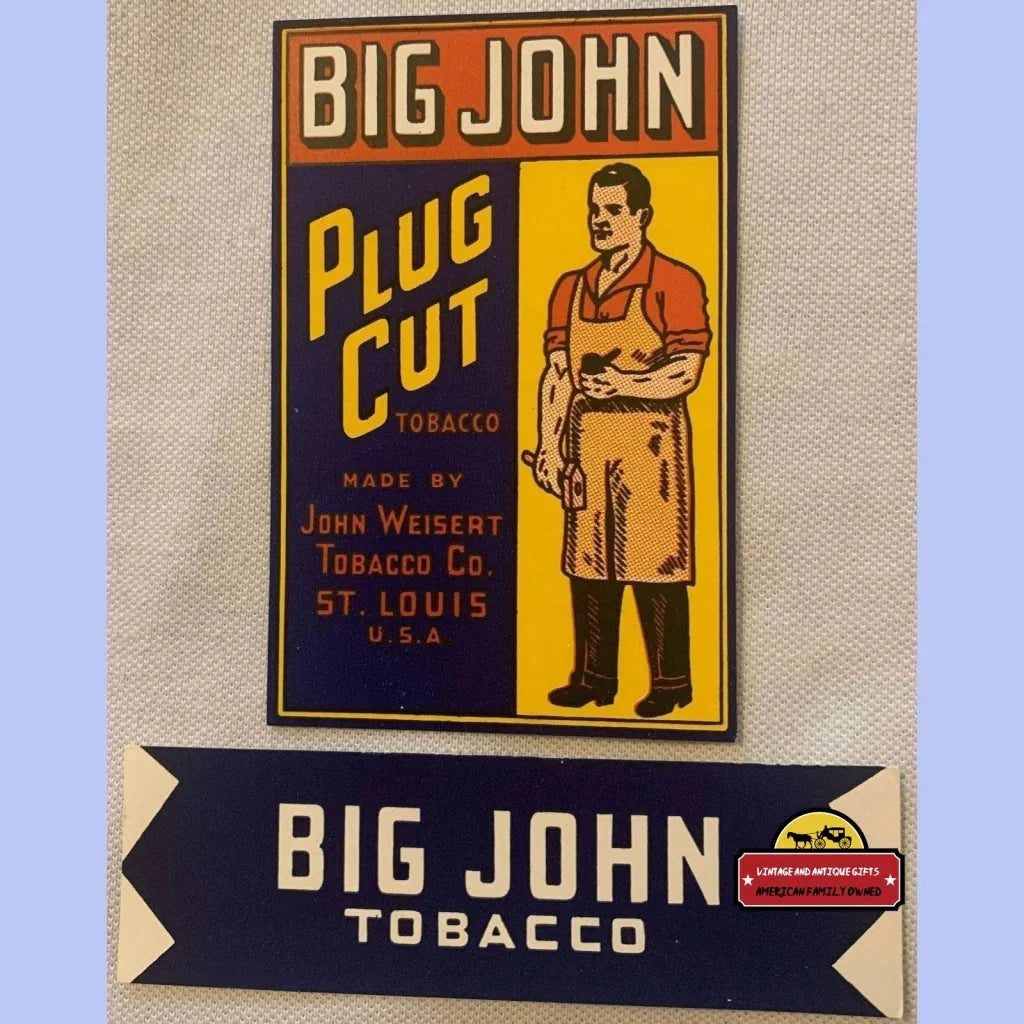 BIG JOHN
PLUG
CUT
TOBACCO
MADE BY
JOHN WEISERT
TOBACCO CO.
ST. LOUIS
U.S.A
BIG JOHN
TOBACCO
VINTAGE AND ANTIQUE GIFTS
AMERICAN FAMILY OWNED